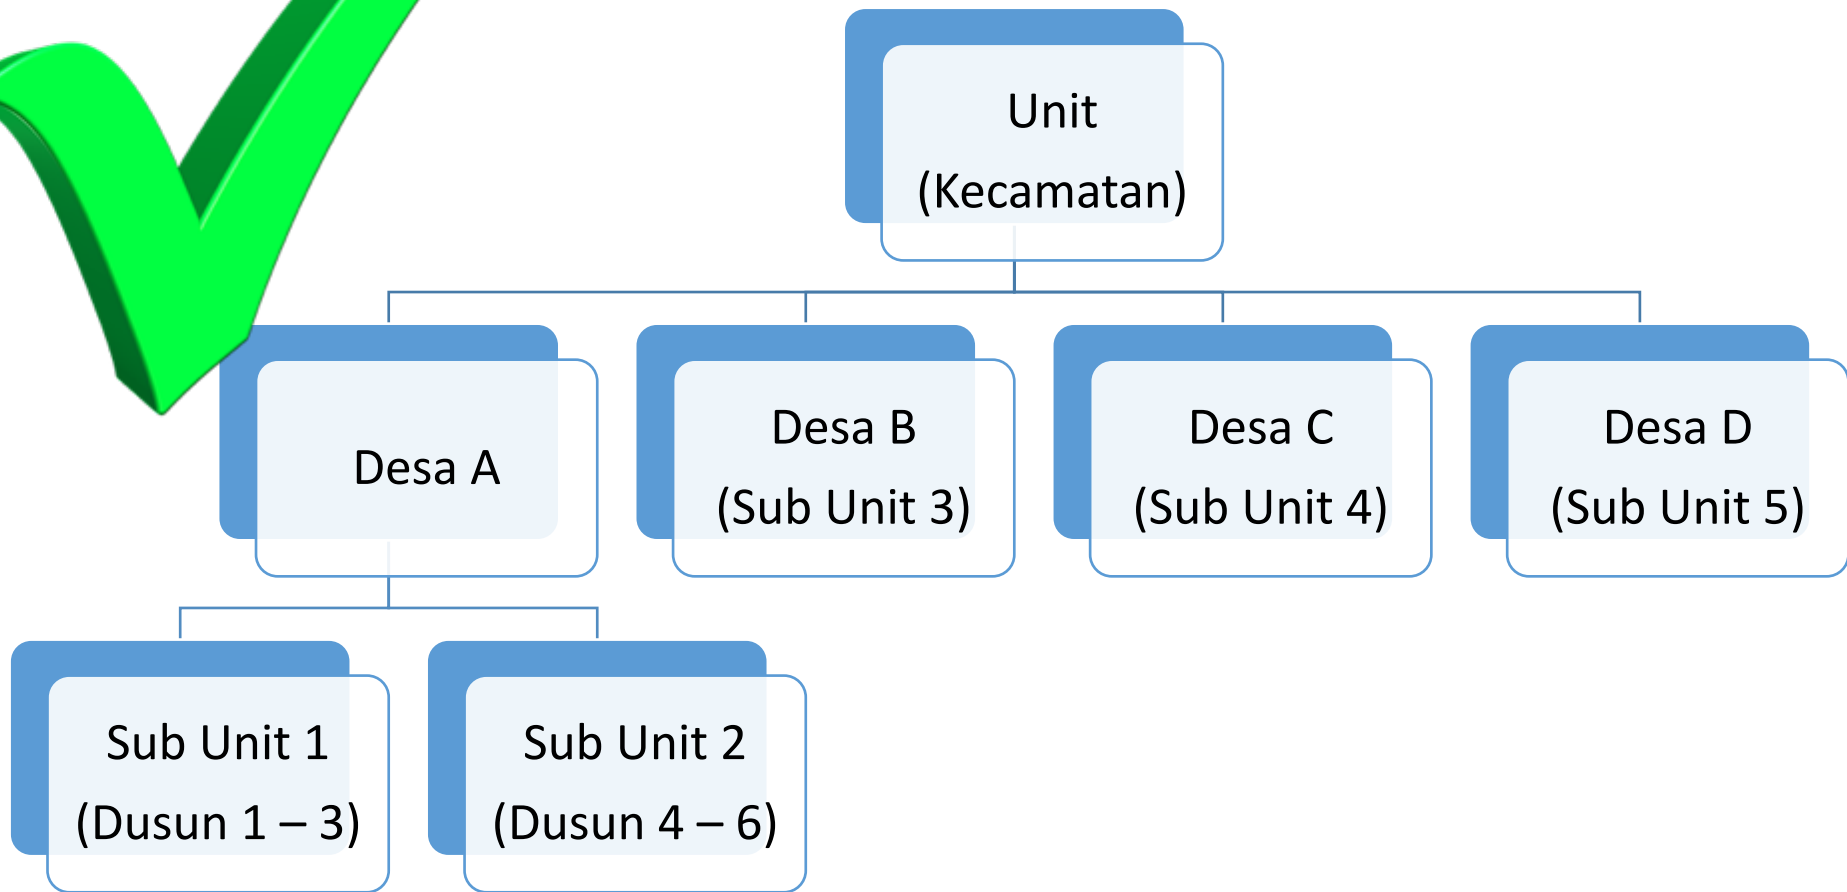 Unit
(Kecamatan)
Desa A
Desa B
(Sub Unit 3)
Desa C
(Sub Unit 4)
Desa D
(Sub Unit 5)
Sub Unit 1
(Dusun 1 – 3)
Sub Unit 2
(Dusun 4 – 6)